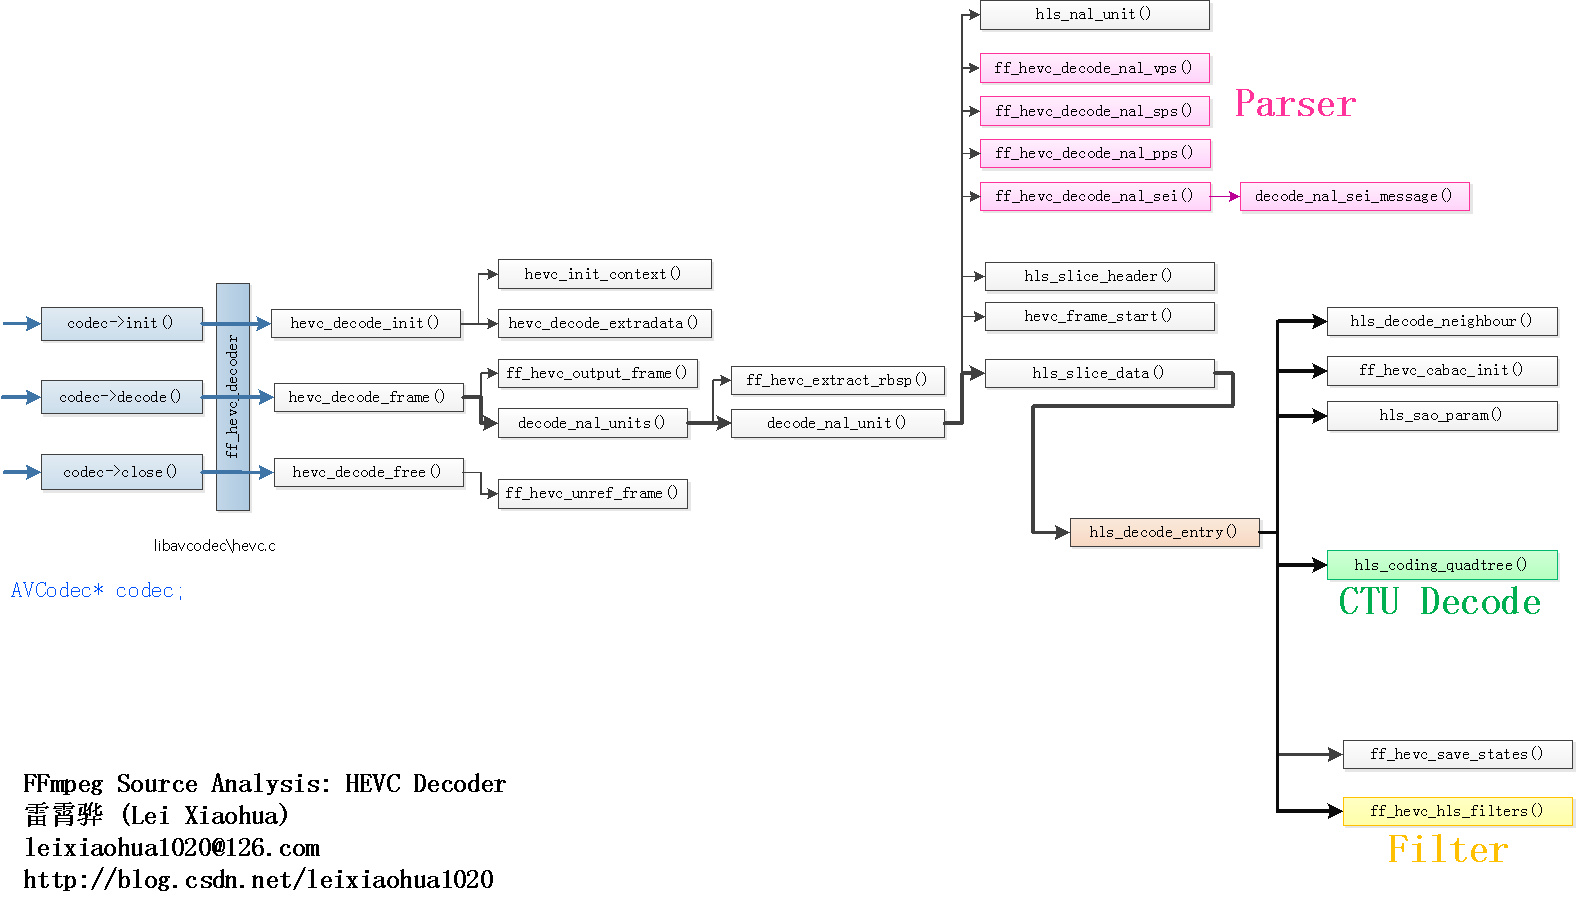 hls_nal_unit()
ff_hevc_decode_nal_vps()
ff_hevc_decode_nal_sps()
Parser
ff_hevc_decode_nal_pps()
ff_hevc_decode_nal_sei()
decode_nal_sei_message()
hevc_init_context()
hls_slice_header()
codec->init()
hevc_decode_init()
hevc_decode_extradata()
hevc_frame_start()
hls_decode_neighbour()
ff_hevc_decoder
ff_hevc_output_frame()
ff_hevc_extract_rbsp()
hls_slice_data()
ff_hevc_cabac_init()
codec->decode()
hevc_decode_frame()
decode_nal_units()
decode_nal_unit()
hls_sao_param()
codec->close()
hevc_decode_free()
ff_hevc_unref_frame()
libavcodec\hevc.c
hls_decode_entry()
AVCodec* codec;
hls_coding_quadtree()
CTU Decode
ff_hevc_save_states()
ff_hevc_hls_filters()
Filter
FFmpeg Source Analysis: HEVC Decoder
雷霄骅 (Lei Xiaohua)
leixiaohua1020@126.com
http://blog.csdn.net/leixiaohua1020